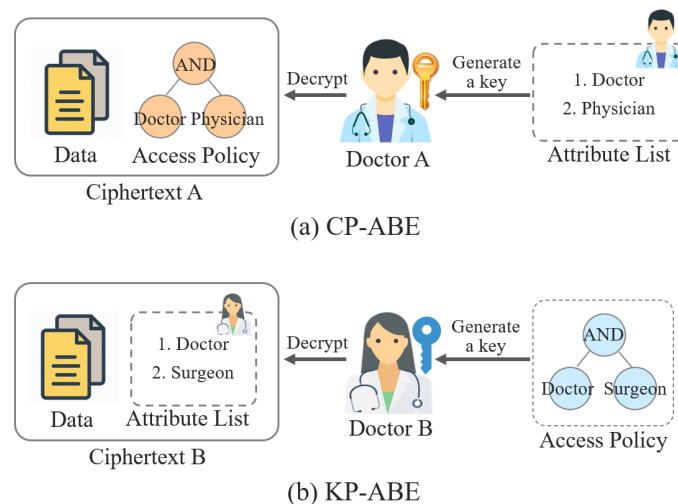 AND
Doctor Physician
Data
Access Policy
Ciphertext A
Decrypt
Doctor A
Generate
a key
1. Doctor
2. Physician
Attribute List
(a) CP-ABE
Data
1. Doctor
2. Surgeon
Attribute List
Ciphertext B
Decrypt
Doctor B
Generate
a key
AND
Doctor Surgeon
Access Policy
(b) KP-ABE